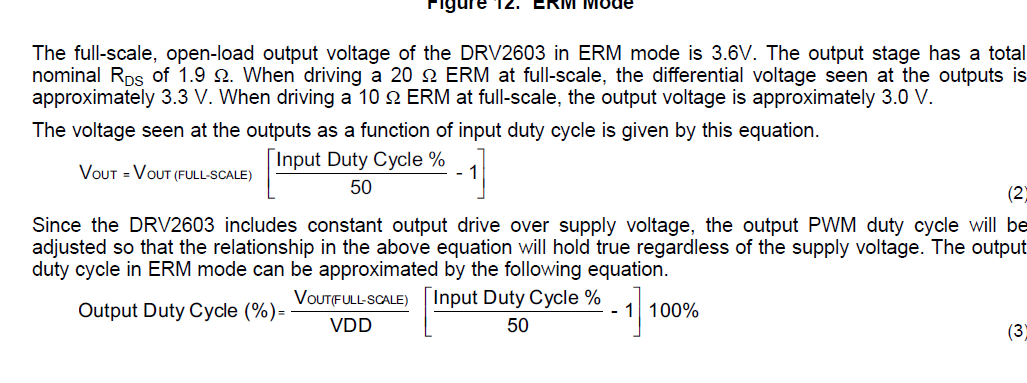 Figure 12. ERM Mode
The full-scale, open-load output voltage of the DRV2603 in ERM mode is 3.6V. The output stage has a total
nominal RDS of 1.9 Ω. When driving a 20 Ω ERM at full-scale, the differential voltage seen at the outputs is
approximately 3.3 V. When driving a 10 Ω ERM at full-scale, the output voltage is approximately 3.0 V.
The voltage seen at the outputs as a function of input duty cycle is given by this equation.
VOUT = VOUT (FULL-SCALE) [Input Duty Cycle % / 50 - 1] (2)
Since the DRV2603 includes constant output drive over supply voltage, the output PWM duty cycle will be
adjusted so that the relationship in the above equation will hold true regardless of the supply voltage. The output
duty cycle in ERM mode can be approximated by the following equation.
Output Duty Cycle (%)= VOUT(FULL-SCALE) / VDD [Input Duty Cycle % / 50 - 1] 100% (3)